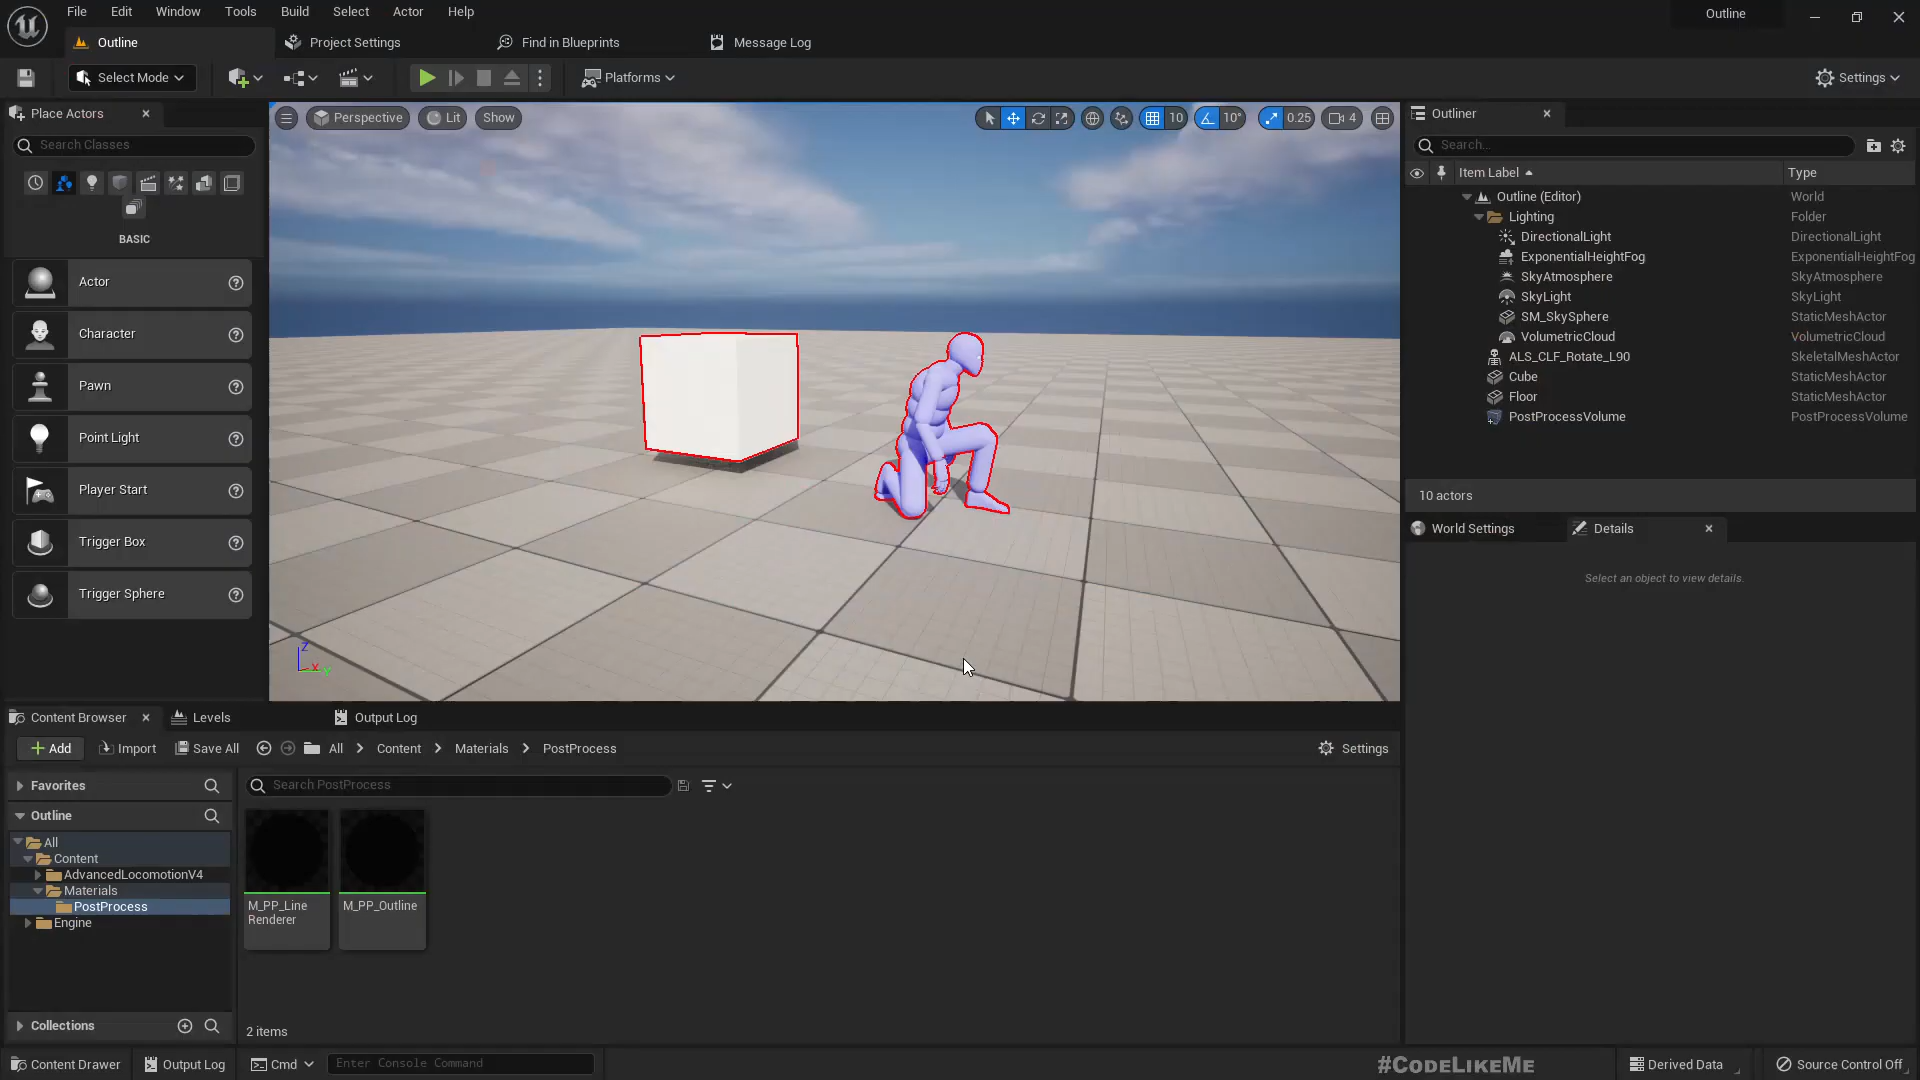 File Edit Window Tools Build Select Actor Help
Outline
Outline Project Settings Find in Blueprints Message Log
Select Mode Platforms Settings
Place Actors
Search Classes
BASIC
Actor
Character
Pawn
Point Light
Player Start
Trigger Box
Trigger Sphere
Perspective Lit Show 10 10° 0.25 4
Z
X
Y
Outliner
Search...
Item Label Type
Outline (Editor) World
Lighting Folder
DirectionalLight DirectionalLight
ExponentialHeightFog ExponentialHeightFog
SkyAtmosphere SkyAtmosphere
SkyLight SkyLight
SM_SkySphere StaticMeshActor
VolumetricCloud VolumetricCloud
ALS_CLF_Rotate_L90 SkeletalMeshActor
Cube StaticMeshActor
Floor StaticMeshActor
PostProcessVolume PostProcessVolume
10 actors
World Settings Details
Select an object to view details.
Content Browser Levels Output Log
Add Import Save All All Content Materials PostProcess Settings
Favorites
Outline
All
Content
AdvancedLocomotionV4
Materials
PostProcess
Engine
Collections
Search PostProcess
M_PP_Line
Renderer
M_PP_Outline
2 items
Content Drawer Output Log Cmd Enter Console Command #CODELIKEME Derived Data Source Control Off